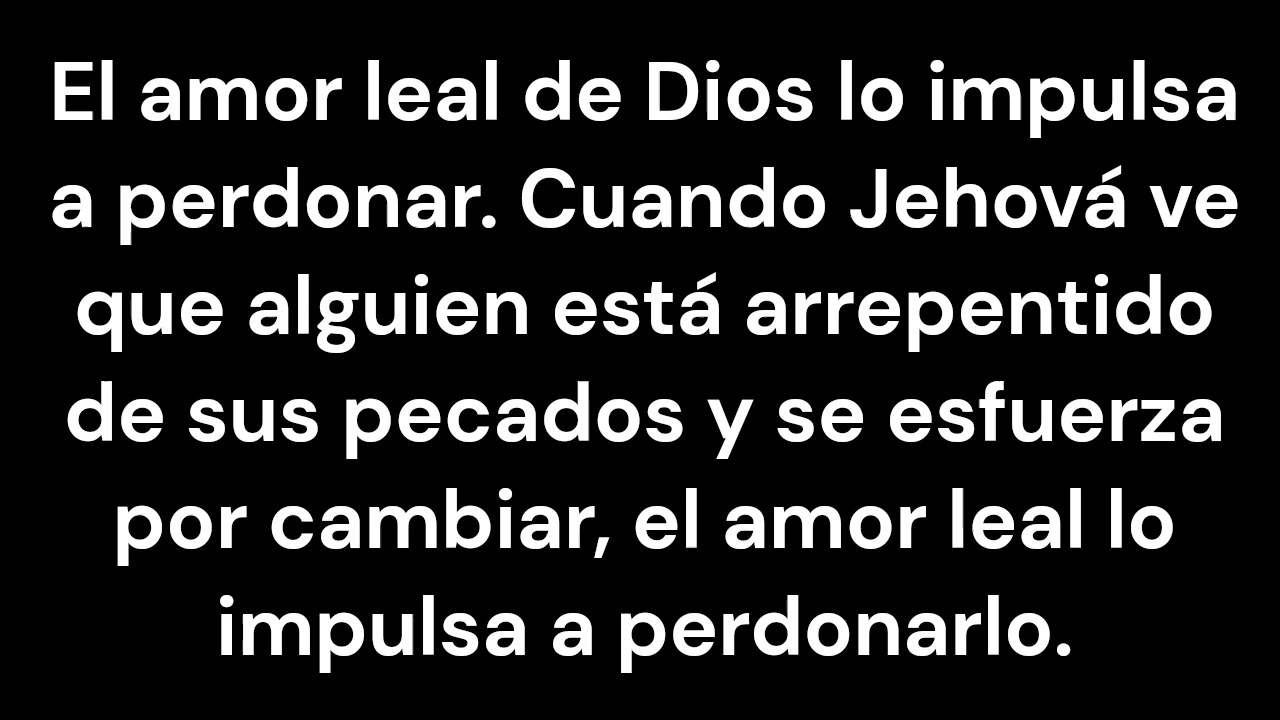 El amor leal de Dios lo impulsa
a perdonar. Cuando Jehová ve
que alguien está arrepentido
de sus pecados y se esfuerza
por cambiar, el amor leal lo
impulsa a perdonarlo.